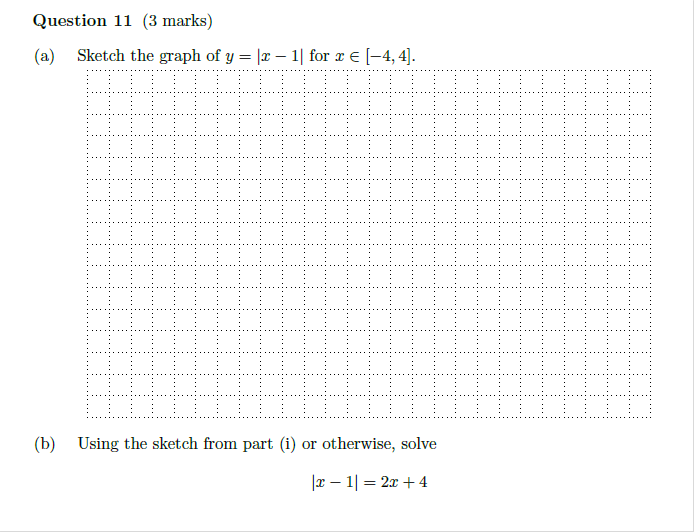 Question 11 (3 marks)
(a) Sketch the graph of y = |x − 1| for x ∈ [−4, 4].
(b) Using the sketch from part (i) or otherwise, solve
|x − 1| = 2x + 4